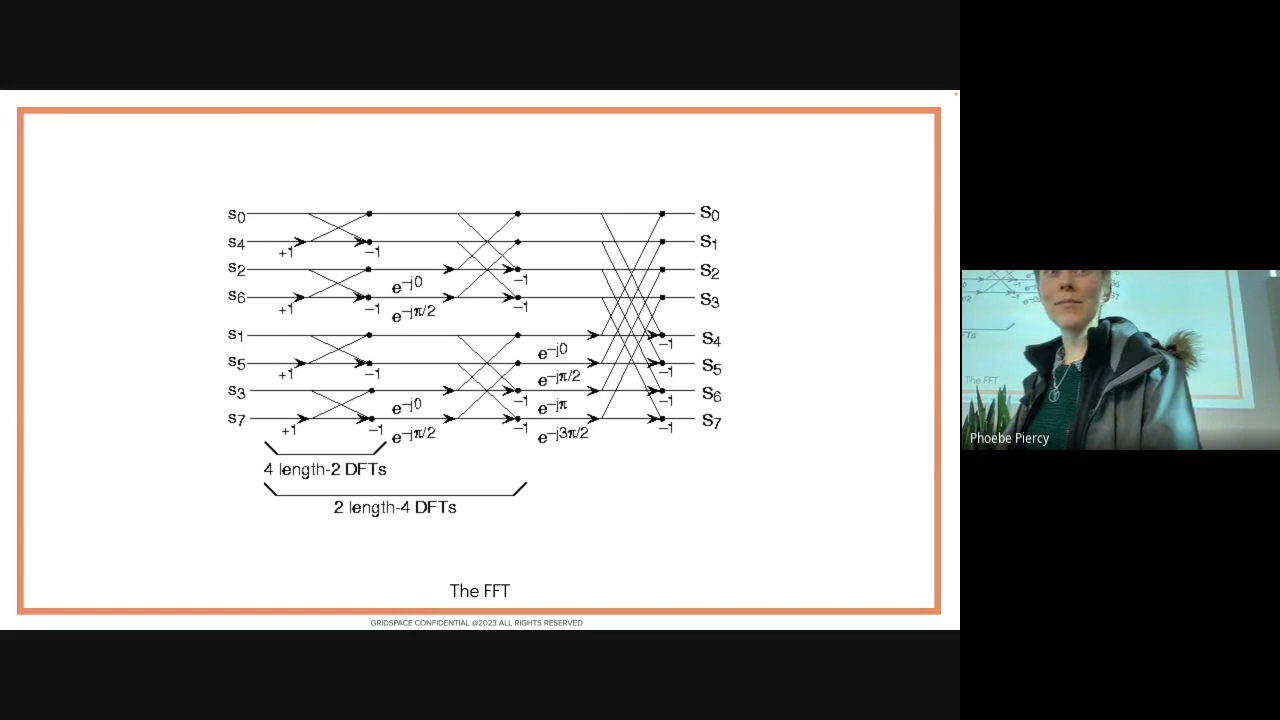 s0 S0
s4 +1 −1 S1
s2 e−j0 −1 S2
s6 +1 −1 e−jπ/2 −1 S3
s1 e−j0 −1 S4
s5 +1 −1 e−jπ/2 −1 S5
s3 e−j0 −1 e−jπ −1 S6
s7 +1 −1 e−jπ/2 −1 e−j3π/2 −1 S7
4 length-2 DFTs
2 length-4 DFTs
The FFT
GRIDSPACE CONFIDENTIAL @2023 ALL RIGHTS RESERVED
The FFT
Phoebe Piercy